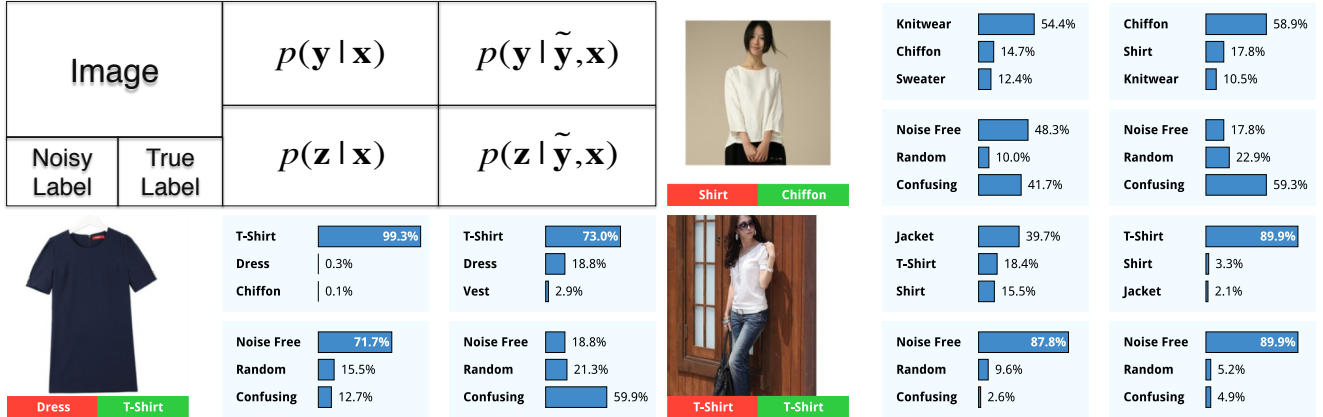 Image
Noisy Label
True Label
p(y | x)
p(y | ỹ,x)
p(z | x)
p(z | ỹ,x)
Shirt
Chiffon
Knitwear 54.4%
Chiffon 14.7%
Sweater 12.4%
Chiffon 58.9%
Shirt 17.8%
Knitwear 10.5%
Noise Free 48.3%
Random 10.0%
Confusing 41.7%
Noise Free 17.8%
Random 22.9%
Confusing 59.3%
Dress
T-Shirt
T-Shirt 99.3%
Dress 0.3%
Chiffon 0.1%
T-Shirt 73.0%
Dress 18.8%
Vest 2.9%
Noise Free 71.7%
Random 15.5%
Confusing 12.7%
Noise Free 18.8%
Random 21.3%
Confusing 59.9%
T-Shirt
T-Shirt
Jacket 39.7%
T-Shirt 18.4%
Shirt 15.5%
T-Shirt 89.9%
Shirt 3.3%
Jacket 2.1%
Noise Free 87.8%
Random 9.6%
Confusing 2.6%
Noise Free 89.9%
Random 5.2%
Confusing 4.9%